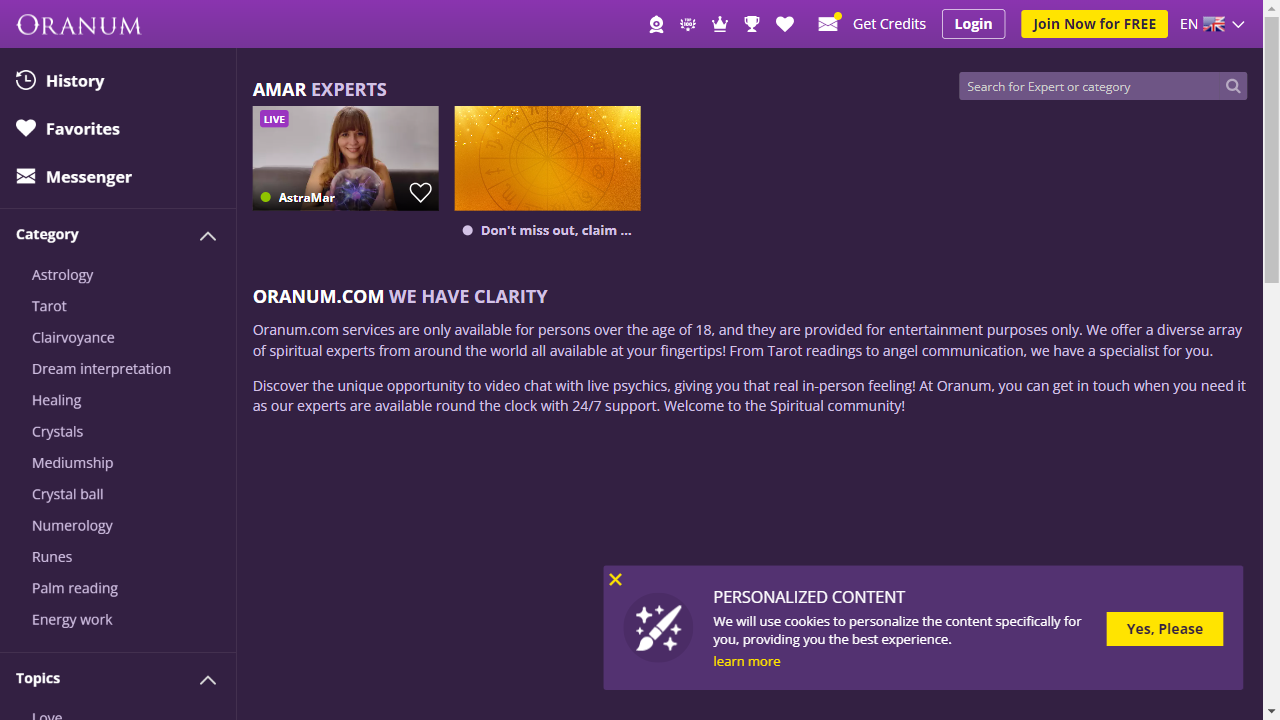 ORANUM
Get Credits
Login
Join Now for FREE
EN
History
Favorites
Messenger
Category
Astrology
Tarot
Clairvoyance
Dream interpretation
Healing
Crystals
Mediumship
Crystal ball
Numerology
Runes
Palm reading
Energy work
Topics
Love
AMAR EXPERTS
Search for Expert or category
LIVE
AstraMar
Don't miss out, claim ...
ORANUM.COM WE HAVE CLARITY
Oranum.com services are only available for persons over the age of 18, and they are provided for entertainment purposes only. We offer a diverse array
of spiritual experts from around the world all available at your fingertips! From Tarot readings to angel communication, we have a specialist for you.
Discover the unique opportunity to video chat with live psychics, giving you that real in-person feeling! At Oranum, you can get in touch when you need it
as our experts are available round the clock with 24/7 support. Welcome to the Spiritual community!
PERSONALIZED CONTENT
We will use cookies to personalize the content specifically for
you, providing you the best experience.
learn more
Yes, Please